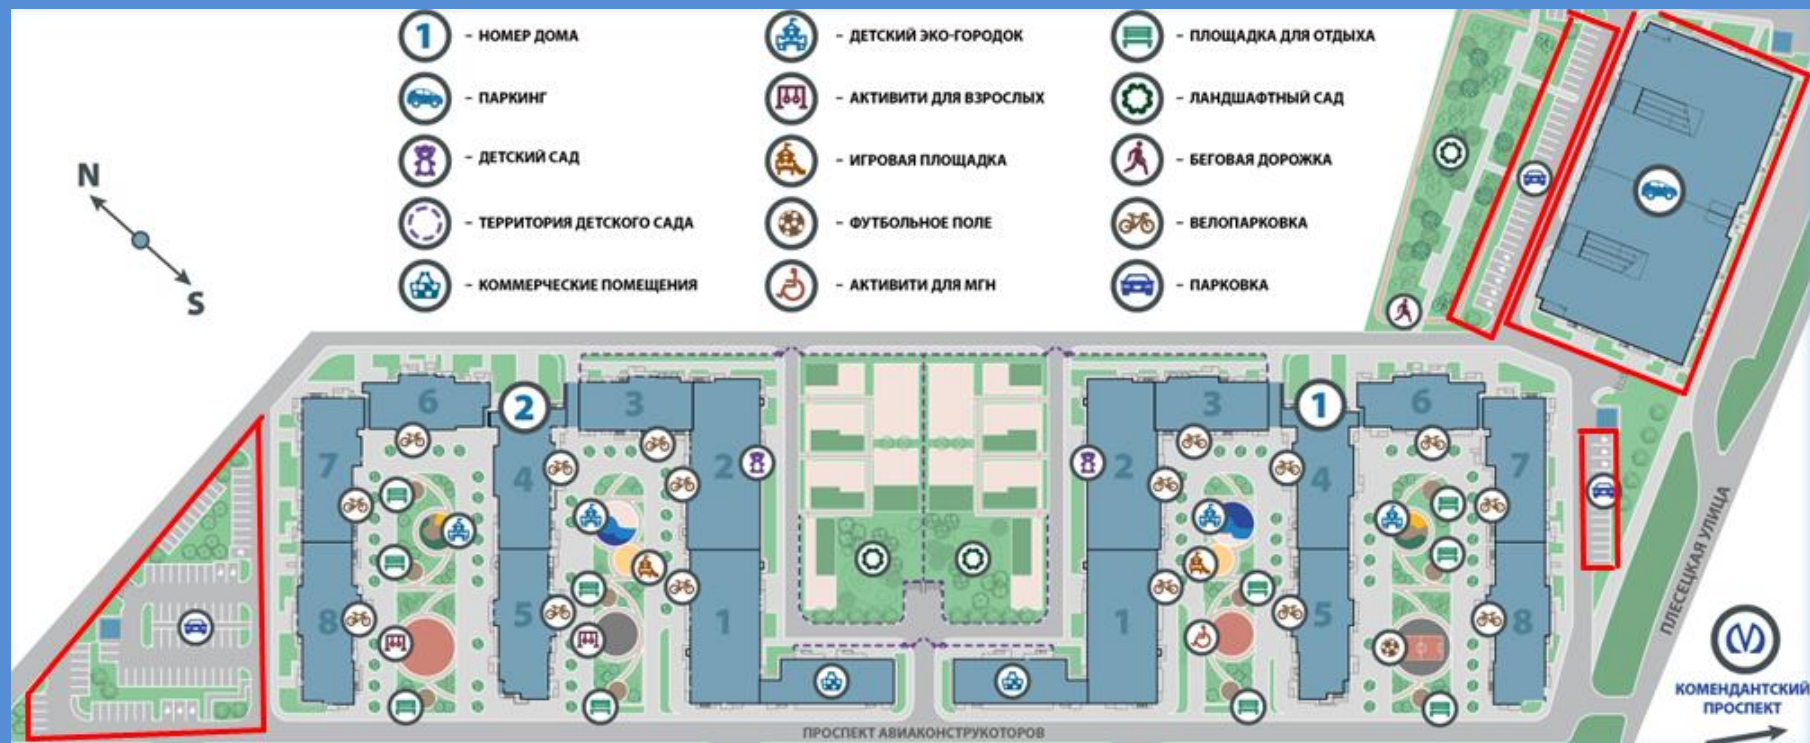 1 - НОМЕР ДОМА
- ДЕТСКИЙ ЭКО-ГОРОДОК
- ПЛОЩАДКА ДЛЯ ОТДЫХА
- ПАРКИНГ
- АКТИВИТИ ДЛЯ ВЗРОСЛЫХ
- ЛАНДШАФТНЫЙ САД
- ДЕТСКИЙ САД
- ИГРОВАЯ ПЛОЩАДКА
- БЕГОВАЯ ДОРОЖКА
- ТЕРРИТОРИЯ ДЕТСКОГО САДА
- ФУТБОЛЬНОЕ ПОЛЕ
- ВЕЛОПАРКОВКА
- КОММЕРЧЕСКИЕ ПОМЕЩЕНИЯ
- АКТИВИТИ ДЛЯ МГН
- ПАРКОВКА
N
S
6
2
3
7
4
2
8
5
1
3
1
6
2
4
7
1
5
8
ПЛЕСЕЦКАЯ УЛИЦА
КОМЕНДАНТСКИЙ
ПРОСПЕКТ
ПРОСПЕКТ АВИАКОНСТРУКОТОРОВ